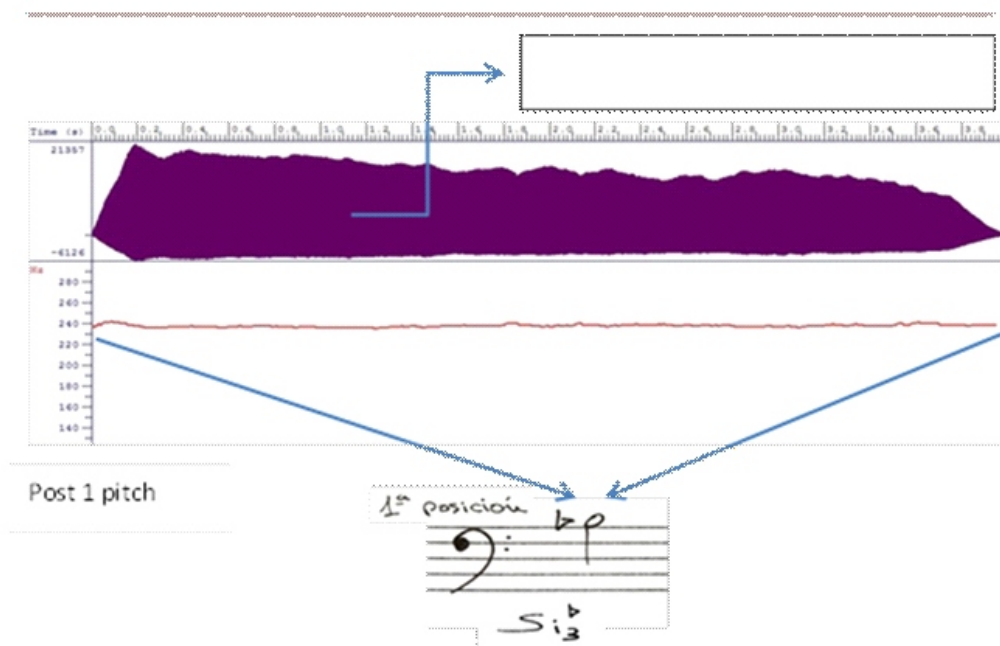 Time (s) 0.0 0.2 0.4 0.6 0.8 1.0 1.2 1.4 1.6 1.8 2.0 2.2 2.4 2.6 2.8 3.0 3.2 3.4 3.6 3.8
21357
-6126
Hz
280
260
240
220
200
180
160
140
Post 1 pitch
1ª posición
Si♭3